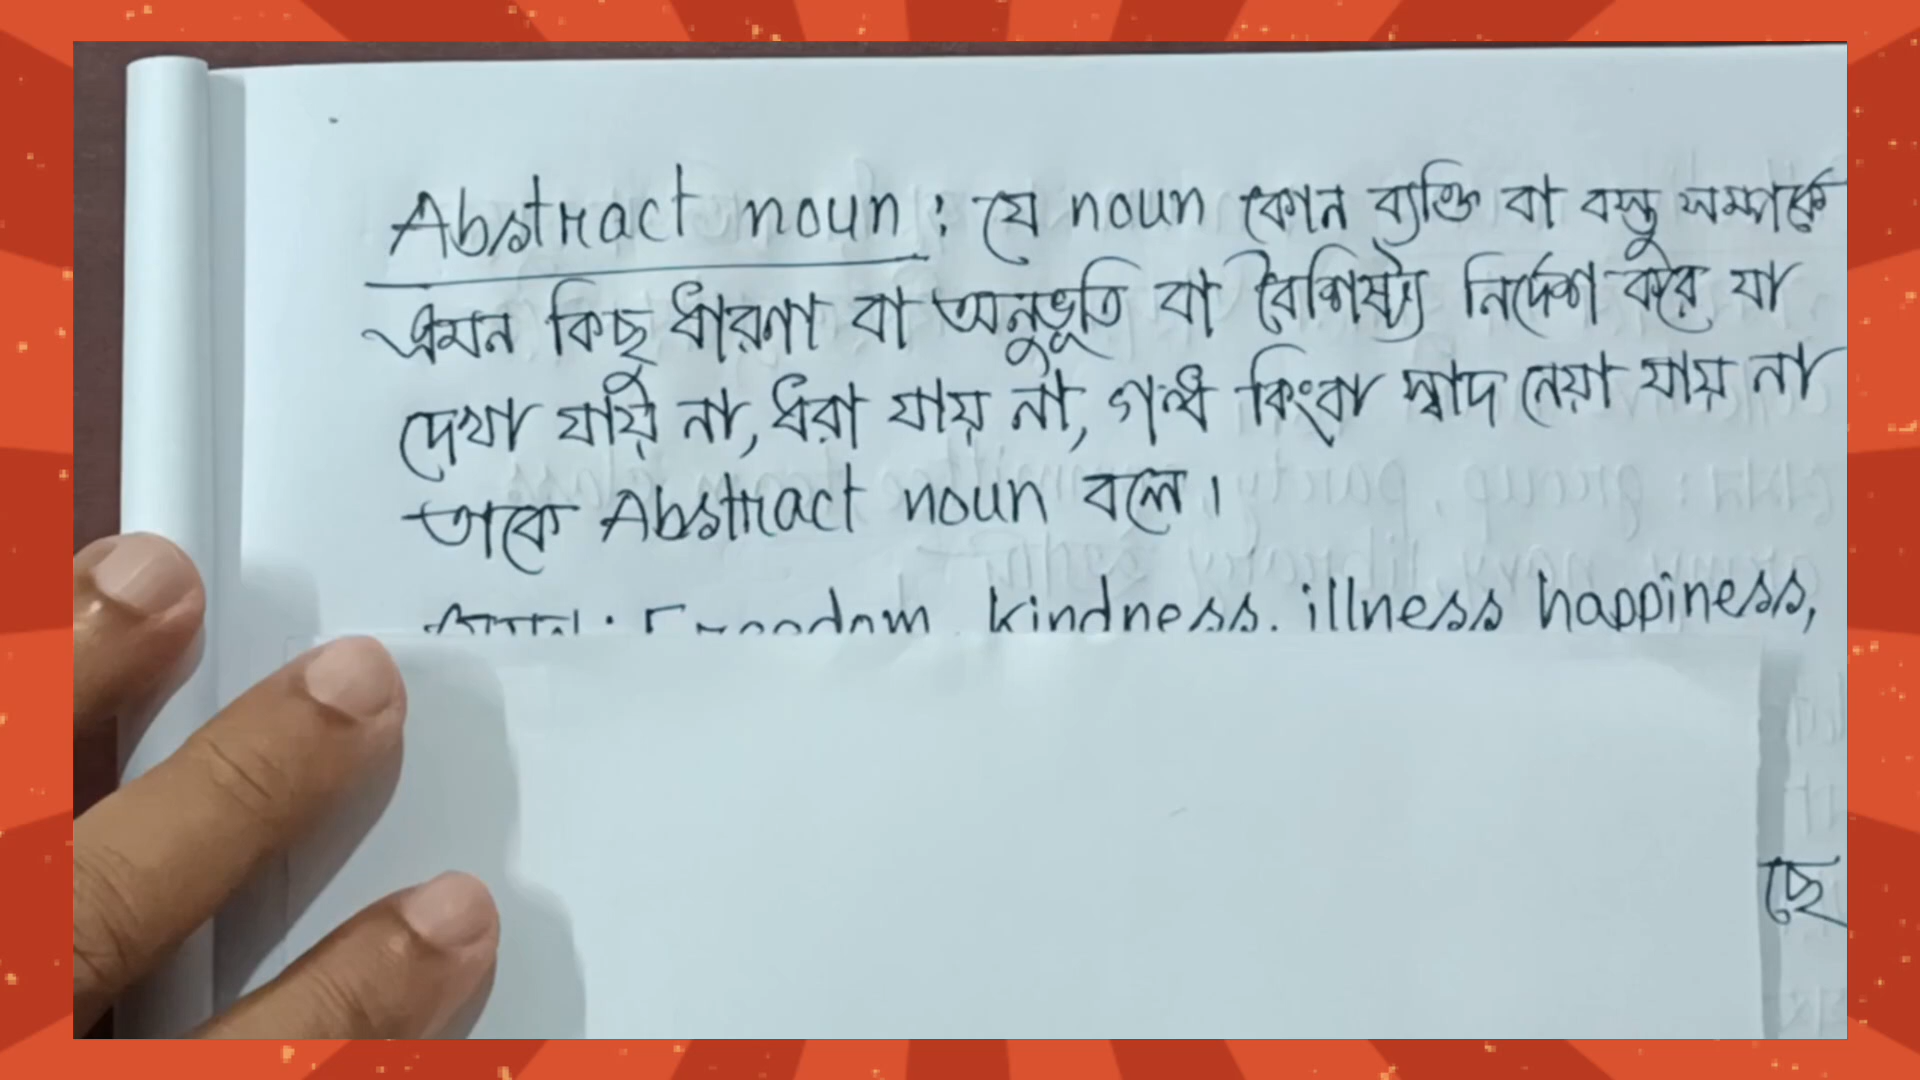 Abstract noun : যে noun কোন ব্যক্তি বা বস্তু সম্পর্কে
এমন কিছু ধারণা বা অনুভূতি বা বৈশিষ্ট্য নির্দেশ করে যা
দেখা যায় না, ধরা যায় না, গন্ধ কিংবা স্বাদ নেয়া যায় না
তাকে Abstract noun বলে।
Freedom, kindness, illness happiness,
ছে